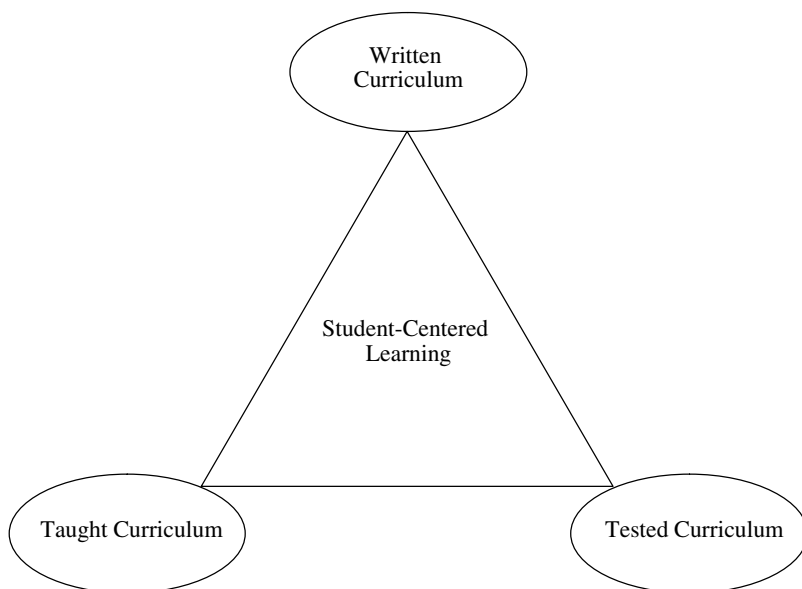 Written
Curriculum
Student-Centered
Learning
Taught Curriculum
Tested Curriculum